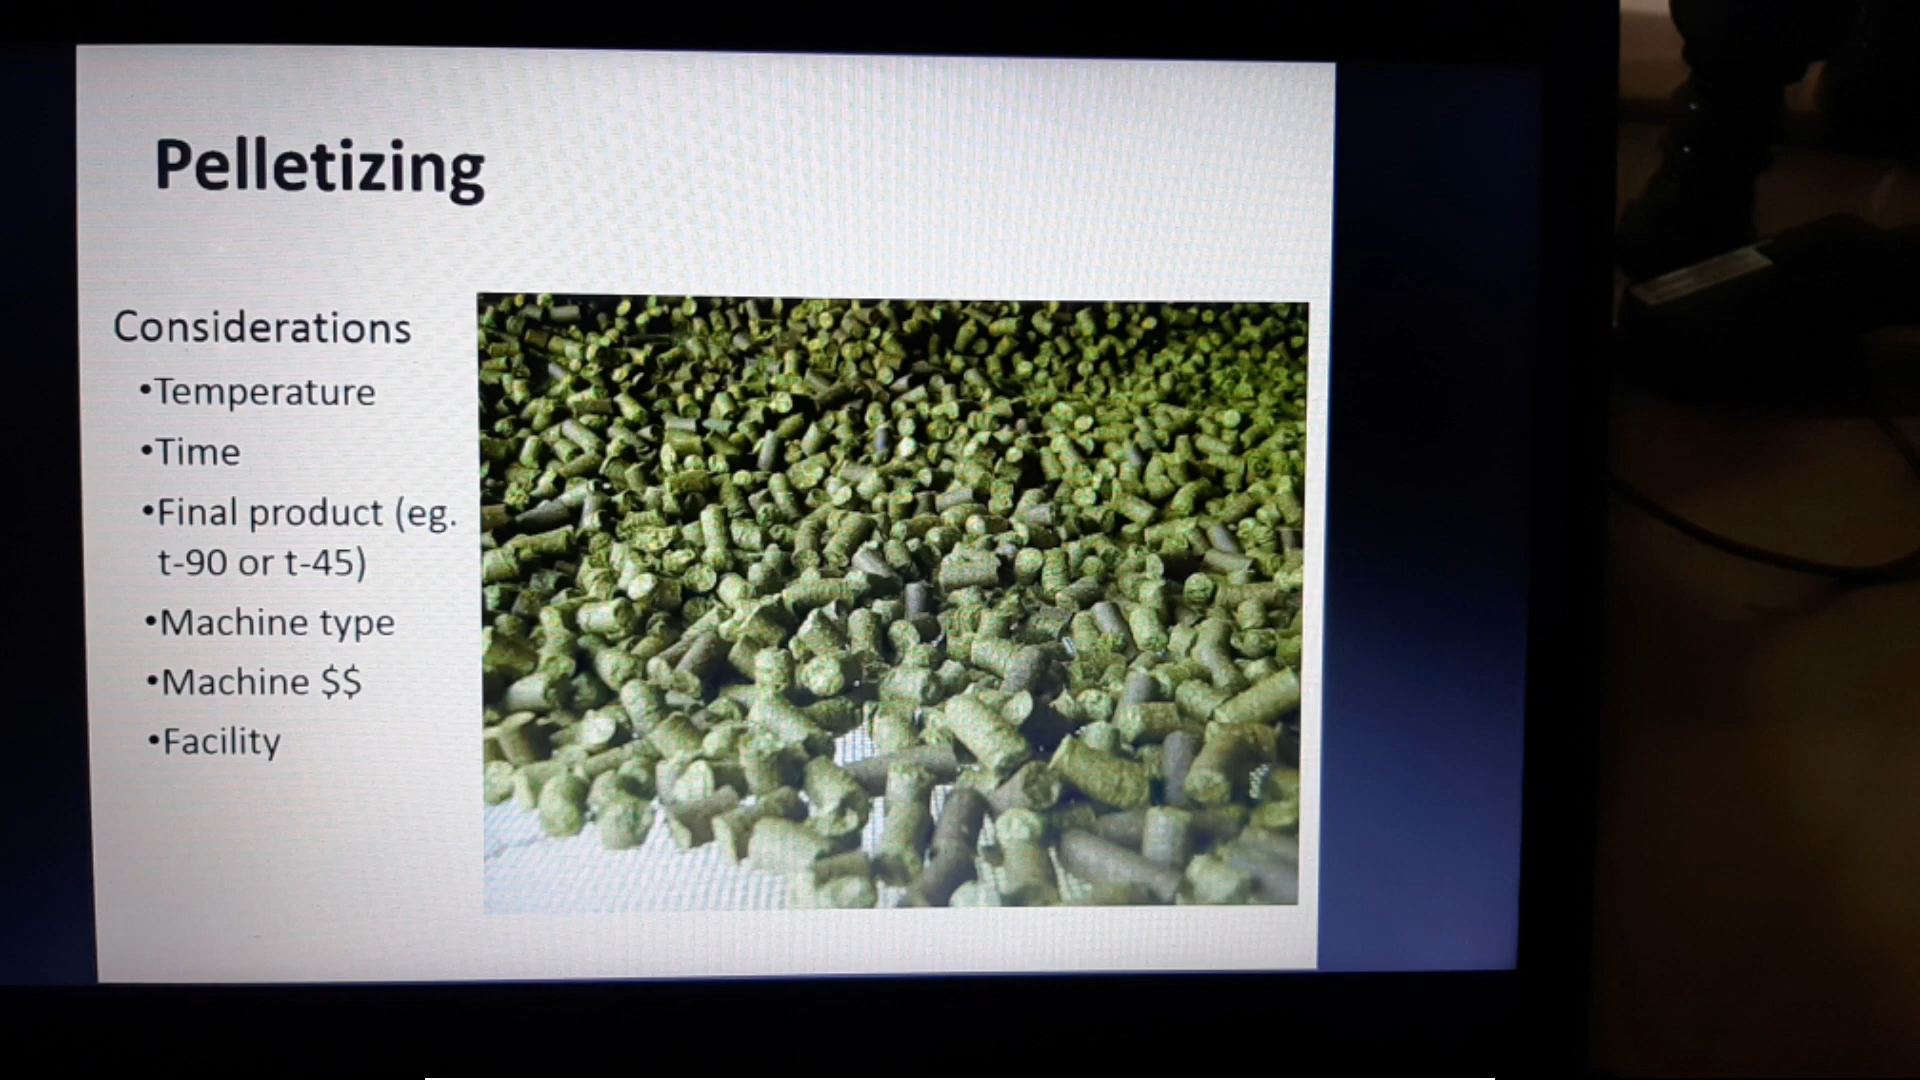 Pelletizing
Considerations
•Temperature
•Time
•Final product (eg.
t-90 or t-45)
•Machine type
•Machine $$
•Facility